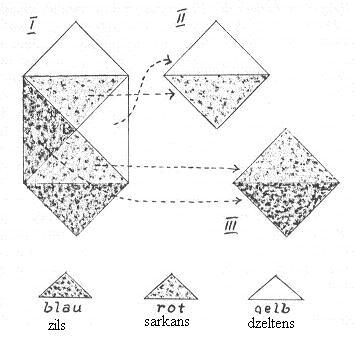 I
II
III
blau rot gelb
zils sarkans dzeltens